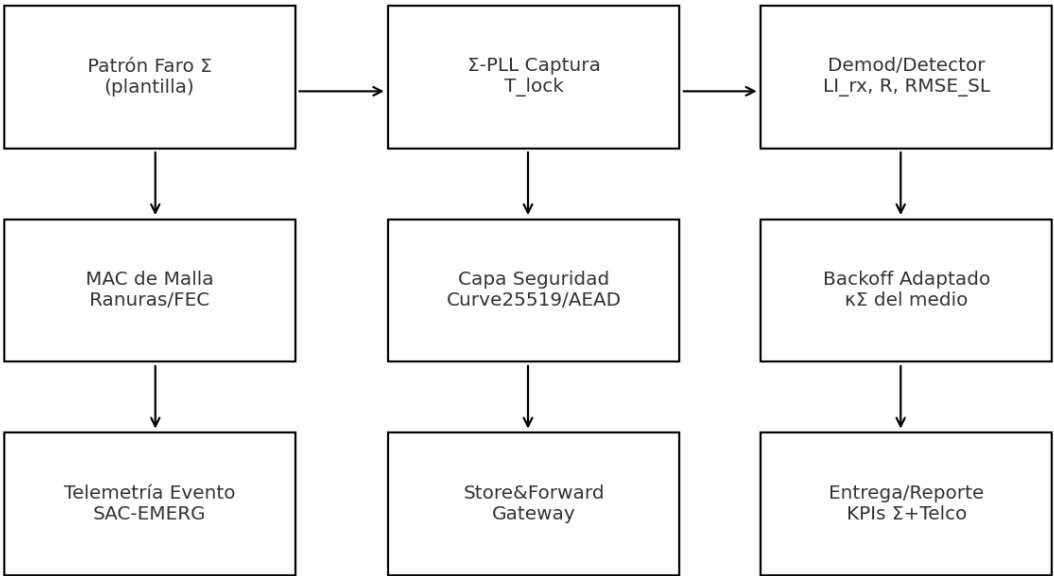 Patrón Faro Σ
(plantilla)
Σ-PLL Captura
T_lock
Demod/Detector
LI_rx, R, RMSE_SL
MAC de Malla
Ranuras/FEC
Capa Seguridad
Curve25519/AEAD
Backoff Adaptado
κΣ del medio
Telemetría Evento
SAC-EMERG
Store&Forward
Gateway
Entrega/Reporte
KPIs Σ+Telco